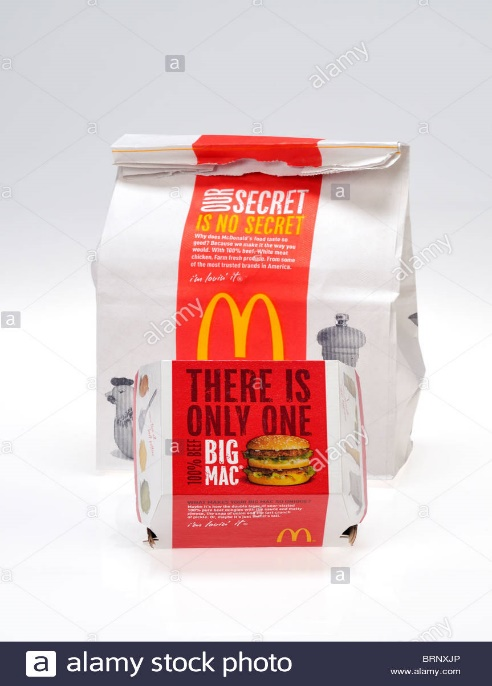 OUR SECRET
IS NO SECRET
Why does McDonald's food taste so
good? Because we make it the way you
would. With 100% beef. White meat
chicken. Farm fresh produce. From some
of the most trusted brands in America.
i'm lovin' it
THERE IS
ONLY ONE
100% BEEF
BIG
MAC
i'm lovin' it
alamy
a
a alamy stock photo
BRNXJP
www.alamy.com